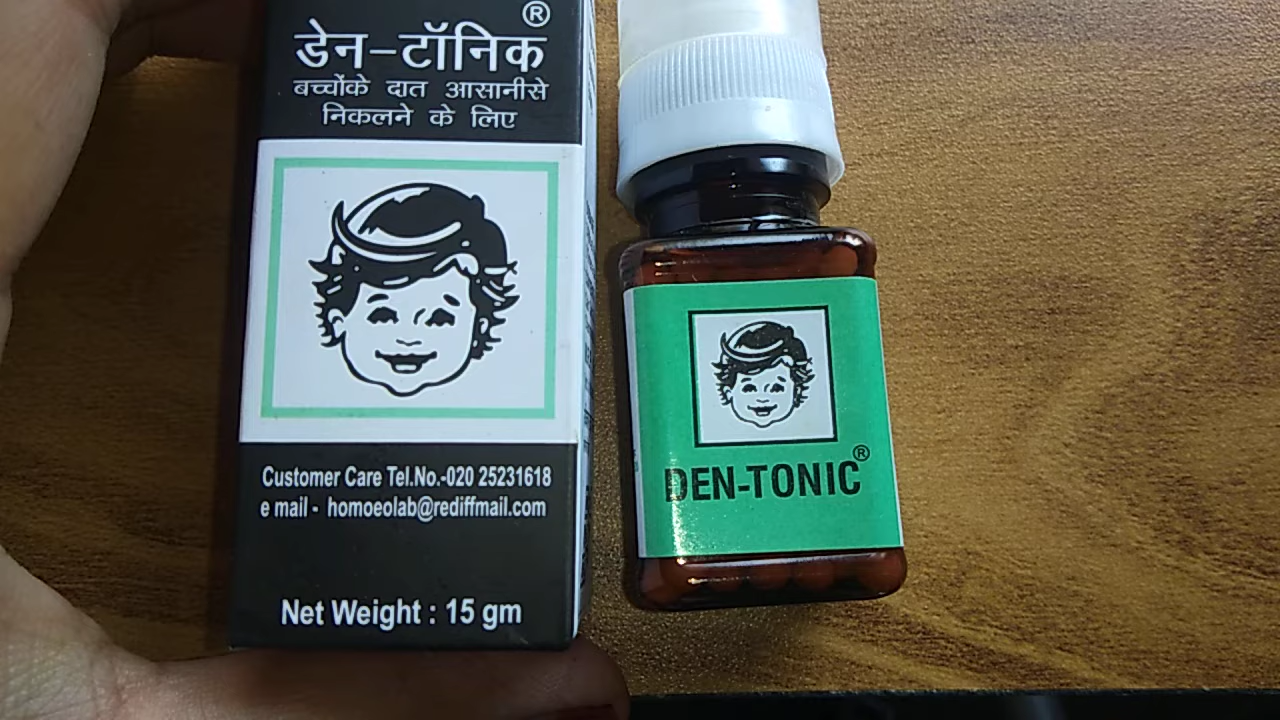 डेन-टॉनिक®
बच्चोंके दात आसानीसे
निकलने के लिए
Customer Care Tel.No.-020 25231618
e mail - homoeolab@rediffmail.com
Net Weight : 15 gm
DEN-TONIC®